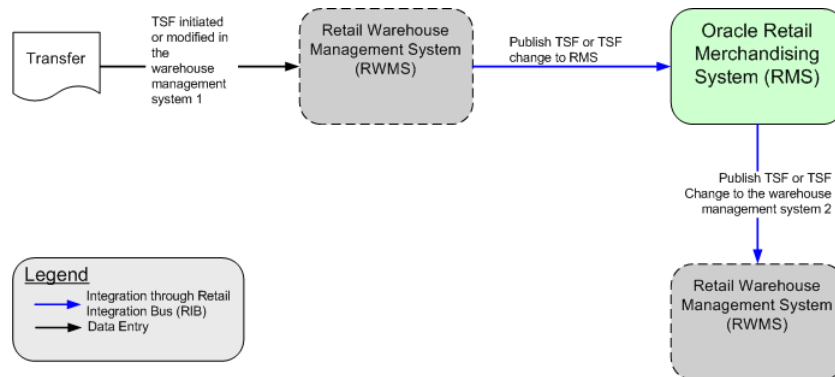 Transfer
TSF initiated
or modified in
the
warehouse
management
system 1
Retail Warehouse
Management System
(RWMS)
Publish TSF or TSF
change to RMS
Oracle Retail
Merchandising
System (RMS)
Publish TSF or TSF
Change to the warehouse
management system 2
Retail Warehouse
Management System
(RWMS)
Legend
Integration through Retail
Integration Bus (RIB)
Data Entry